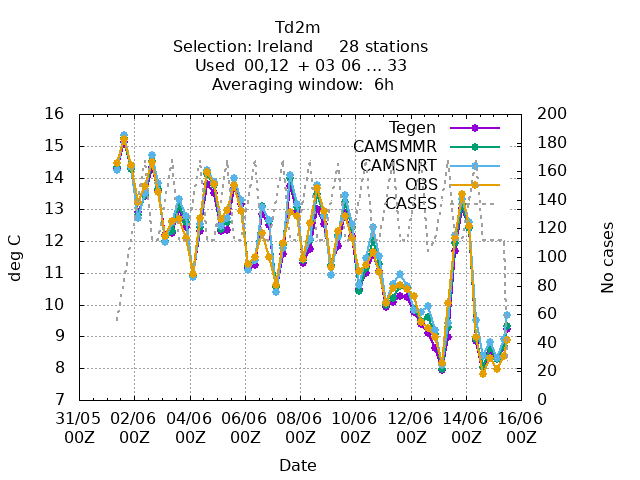 Td2m
Selection: Ireland 28 stations
Used 00,12 + 03 06 ... 33
Averaging window: 6h
deg C
16
15
14
13
12
11
10
9
8
7
Tegen
CAMSMMR
CAMSNRT
OBS
CASES
200
180
160
140
120
100
80
60
40
20
0
No cases
31/05 02/06 04/06 06/06 08/06 10/06 12/06 14/06 16/06
00Z 00Z 00Z 00Z 00Z 00Z 00Z 00Z 00Z
Date